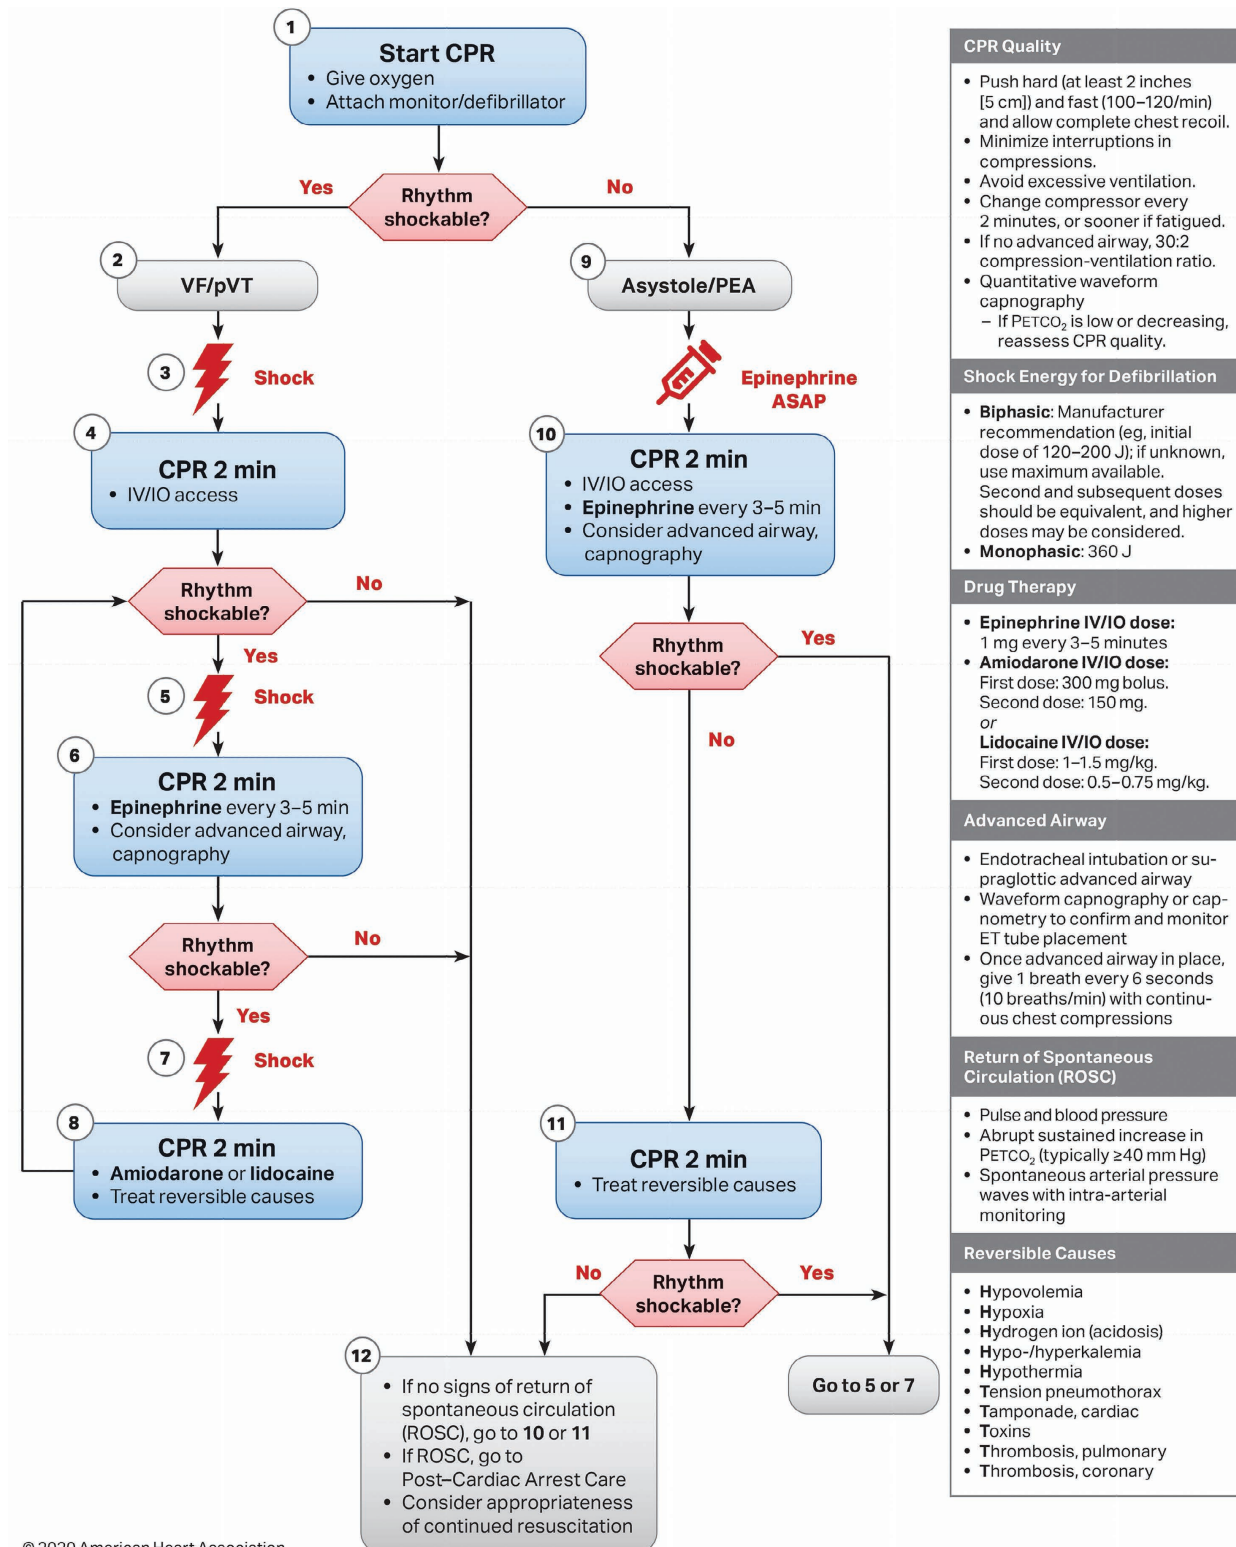 1
Start CPR
• Give oxygen
• Attach monitor/defibrillator
Rhythm
shockable?
Yes
No
2
VF/pVT
3
Shock
4
CPR 2 min
• IV/IO access
Rhythm
shockable?
No
Yes
5
Shock
6
CPR 2 min
• Epinephrine every 3–5 min
• Consider advanced airway,
capnography
Rhythm
shockable?
No
Yes
7
Shock
8
CPR 2 min
• Amiodarone or lidocaine
• Treat reversible causes
9
Asystole/PEA
Epinephrine
ASAP
10
CPR 2 min
• IV/IO access
• Epinephrine every 3–5 min
• Consider advanced airway,
capnography
Rhythm
shockable?
Yes
No
11
CPR 2 min
• Treat reversible causes
Rhythm
shockable?
No
Yes
12
• If no signs of return of
spontaneous circulation
(ROSC), go to 10 or 11
• If ROSC, go to
Post–Cardiac Arrest Care
• Consider appropriateness
of continued resuscitation
Go to 5 or 7
CPR Quality
• Push hard (at least 2 inches
[5 cm]) and fast (100–120/min)
and allow complete chest recoil.
• Minimize interruptions in
compressions.
• Avoid excessive ventilation.
• Change compressor every
2 minutes, or sooner if fatigued.
• If no advanced airway, 30:2
compression-ventilation ratio.
• Quantitative waveform
capnography
– If PETCO₂ is low or decreasing,
reassess CPR quality.
Shock Energy for Defibrillation
• Biphasic: Manufacturer
recommendation (eg, initial
dose of 120–200 J); if unknown,
use maximum available.
Second and subsequent doses
should be equivalent, and higher
doses may be considered.
• Monophasic: 360 J
Drug Therapy
• Epinephrine IV/IO dose:
1 mg every 3–5 minutes
• Amiodarone IV/IO dose:
First dose: 300 mg bolus.
Second dose: 150 mg.
or
Lidocaine IV/IO dose:
First dose: 1–1.5 mg/kg.
Second dose: 0.5–0.75 mg/kg.
Advanced Airway
• Endotracheal intubation or su-
praglottic advanced airway
• Waveform capnography or cap-
nometry to confirm and monitor
ET tube placement
• Once advanced airway in place,
give 1 breath every 6 seconds
(10 breaths/min) with continu-
ous chest compressions
Return of Spontaneous
Circulation (ROSC)
• Pulse and blood pressure
• Abrupt sustained increase in
PETCO₂ (typically ≥40 mm Hg)
• Spontaneous arterial pressure
waves with intra-arterial
monitoring
Reversible Causes
• Hypovolemia
• Hypoxia
• Hydrogen ion (acidosis)
• Hypo-/hyperkalemia
• Hypothermia
• Tension pneumothorax
• Tamponade, cardiac
• Toxins
• Thrombosis, pulmonary
• Thrombosis, coronary
© 2020 American Heart Association